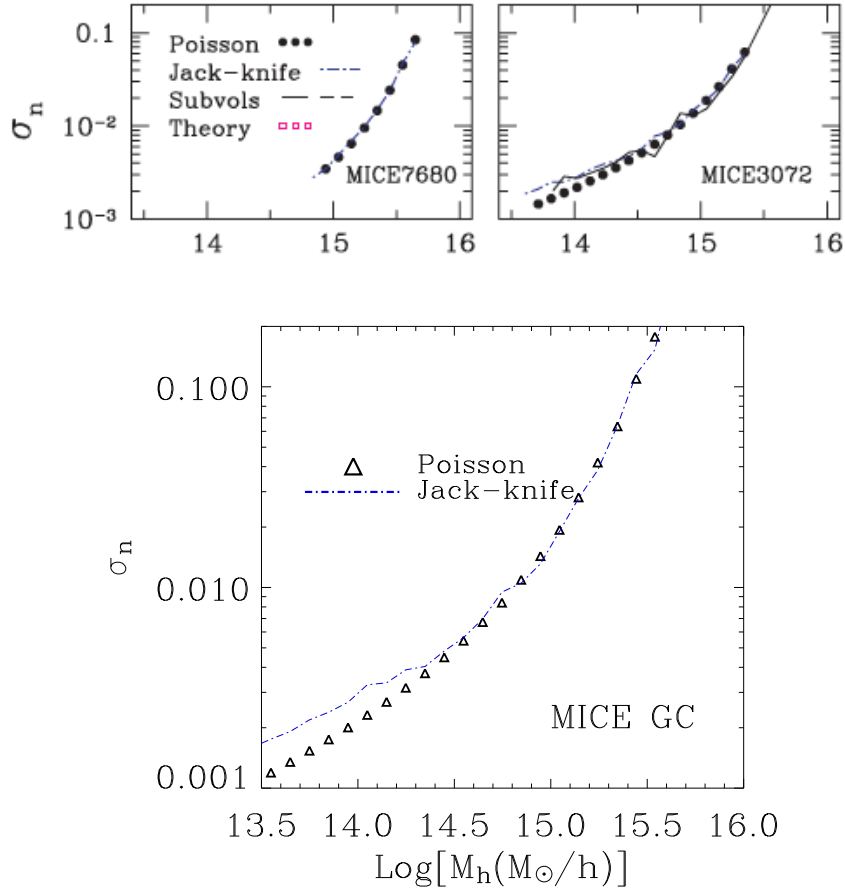 0.1
Poisson
Jack-knife
Subvols
Theory
σn
10⁻²
10⁻³
MICE7680
MICE3072
14 15 16 14 15 16
0.100
Poisson
Jack-knife
σn
0.010
MICE GC
0.001
13.5 14.0 14.5 15.0 15.5 16.0
Log[Mh(M⊙/h)]